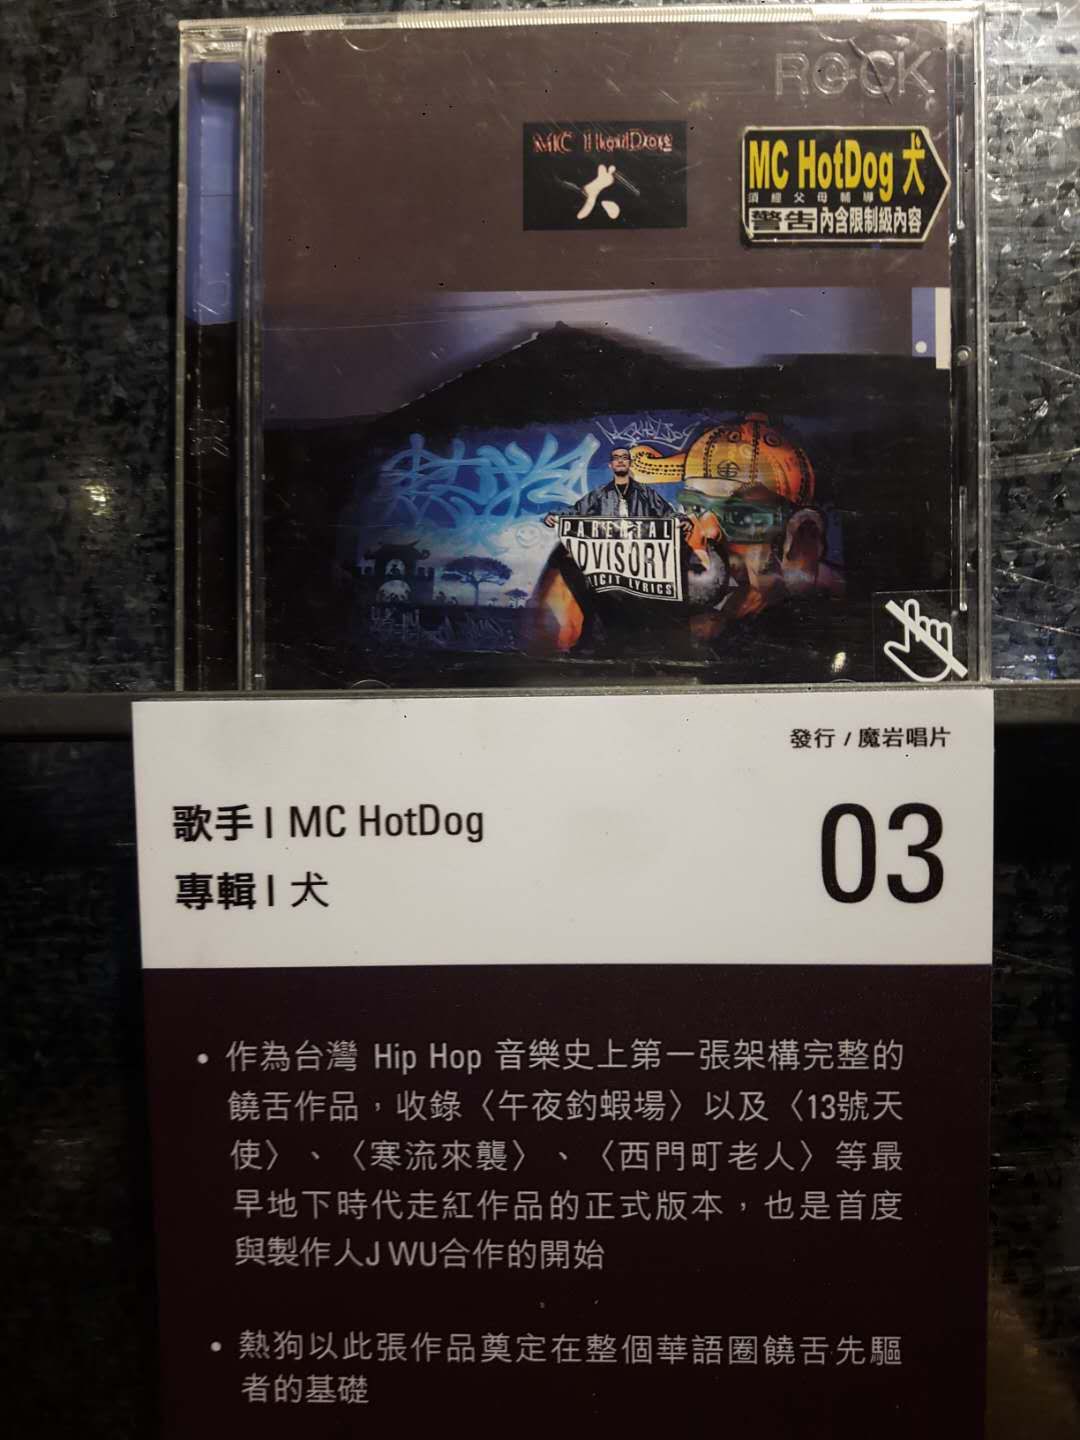 ROCK
MC HotDog
犬
MC HotDog 犬
須經父母輔導
警告內含限制級內容
PARENTAL
ADVISORY
ICIT LYRICS
發行 / 魔岩唱片
歌手 | MC HotDog
03
專輯 | 犬
• 作為台灣 Hip Hop 音樂史上第一張架構完整的
饒舌作品，收錄〈午夜釣蝦場〉以及〈13號天
使〉、〈寒流來襲〉、〈西門町老人〉等最
早地下時代走紅作品的正式版本，也是首度
與製作人J WU合作的開始
• 熱狗以此張作品奠定在整個華語圈饒舌先驅
者的基礎